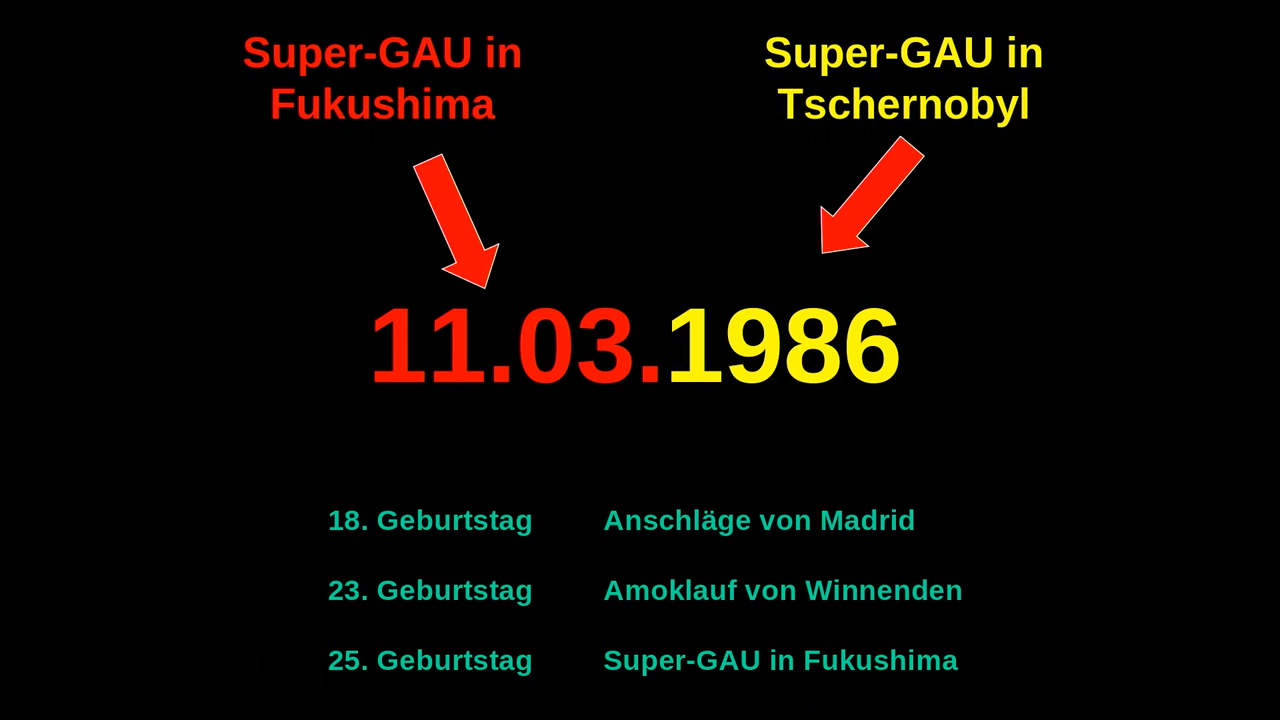 Super-GAU in
Fukushima
Super-GAU in
Tschernobyl
11.03.1986
18. Geburtstag Anschläge von Madrid
23. Geburtstag Amoklauf von Winnenden
25. Geburtstag Super-GAU in Fukushima